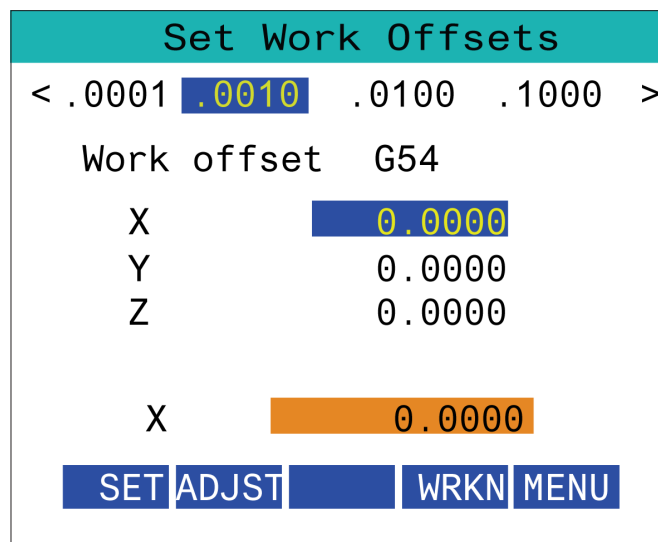 Set Work Offsets
< .0001 .0010 .0100 .1000 >
Work offset G54
X 0.0000
Y 0.0000
Z 0.0000
X 0.0000
SET ADJST WRKN MENU